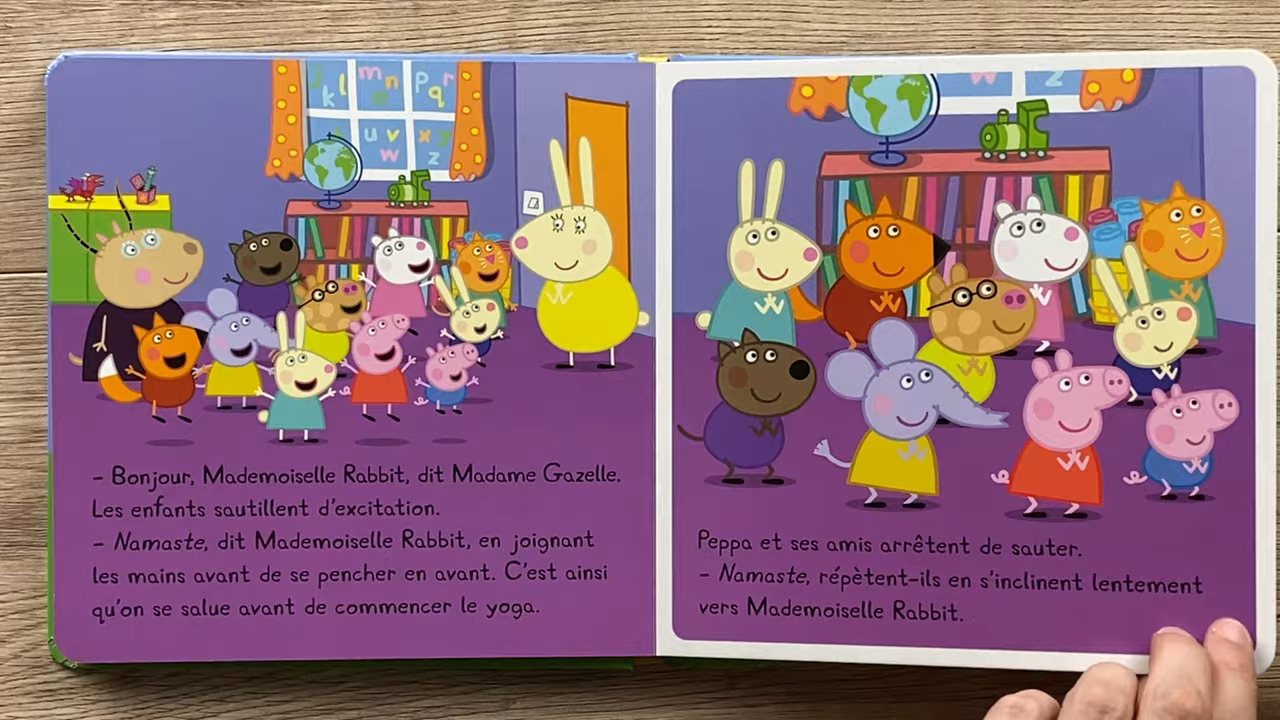 j
k
l
m
n
p
q
r
u
v
w
x
y
z
w
z
– Bonjour, Mademoiselle Rabbit, dit Madame Gazelle.
Les enfants sautillent d'excitation.
– Namaste, dit Mademoiselle Rabbit, en joignant
les mains avant de se pencher en avant. C'est ainsi
qu'on se salue avant de commencer le yoga.
Peppa et ses amis arrêtent de sauter.
– Namaste, répètent-ils en s'inclinent lentement
vers Mademoiselle Rabbit.